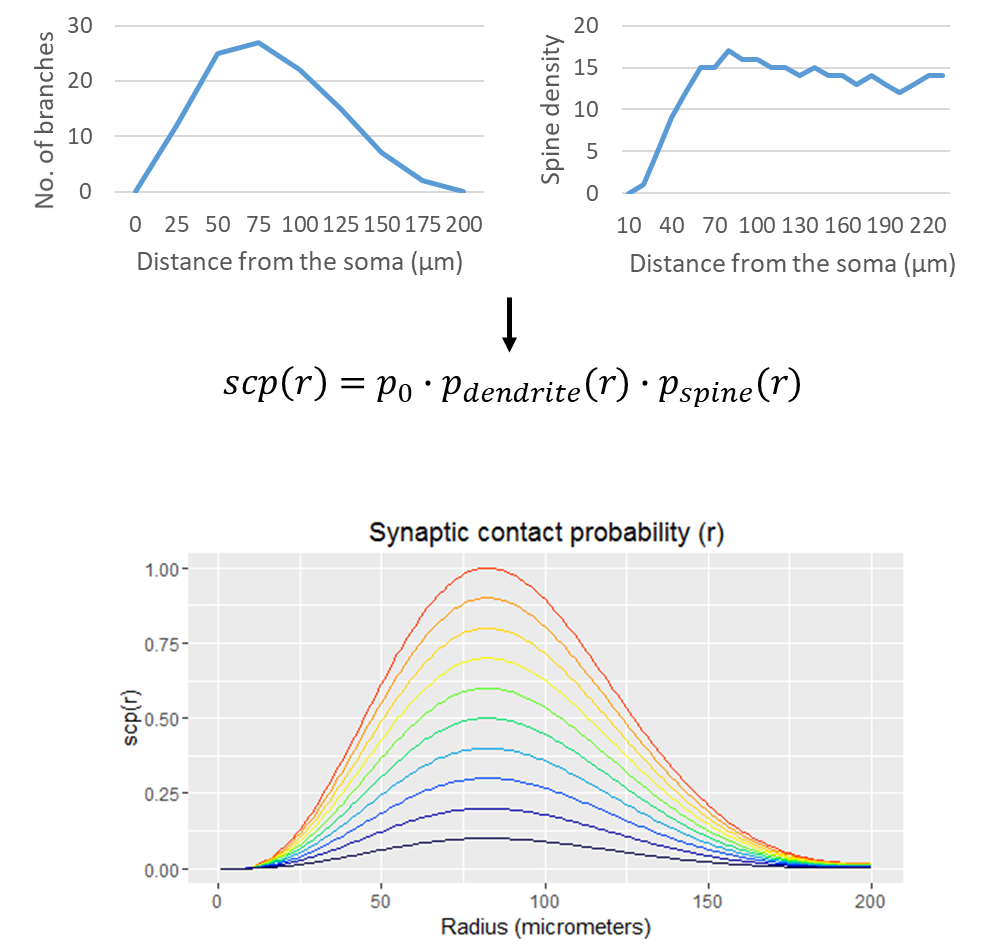 No. of branches
30
20
10
0
0 25 50 75 100 125 150 175 200
Distance from the soma (µm)
Spine density
20
15
10
5
0
10 40 70 100 130 160 190 220
Distance from the soma (µm)
scp(r) = p₀ · p_dendrite(r) · p_spine(r)
Synaptic contact probability (r)
scp(r)
1.00
0.75
0.50
0.25
0.00
0 50 100 150 200
Radius (micrometers)